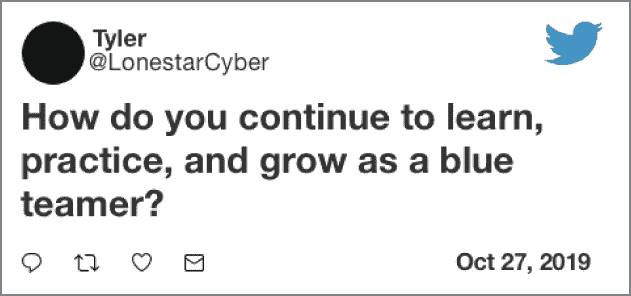 Tyler
@LonestarCyber
How do you continue to learn,
practice, and grow as a blue
teamer?
Oct 27, 2019